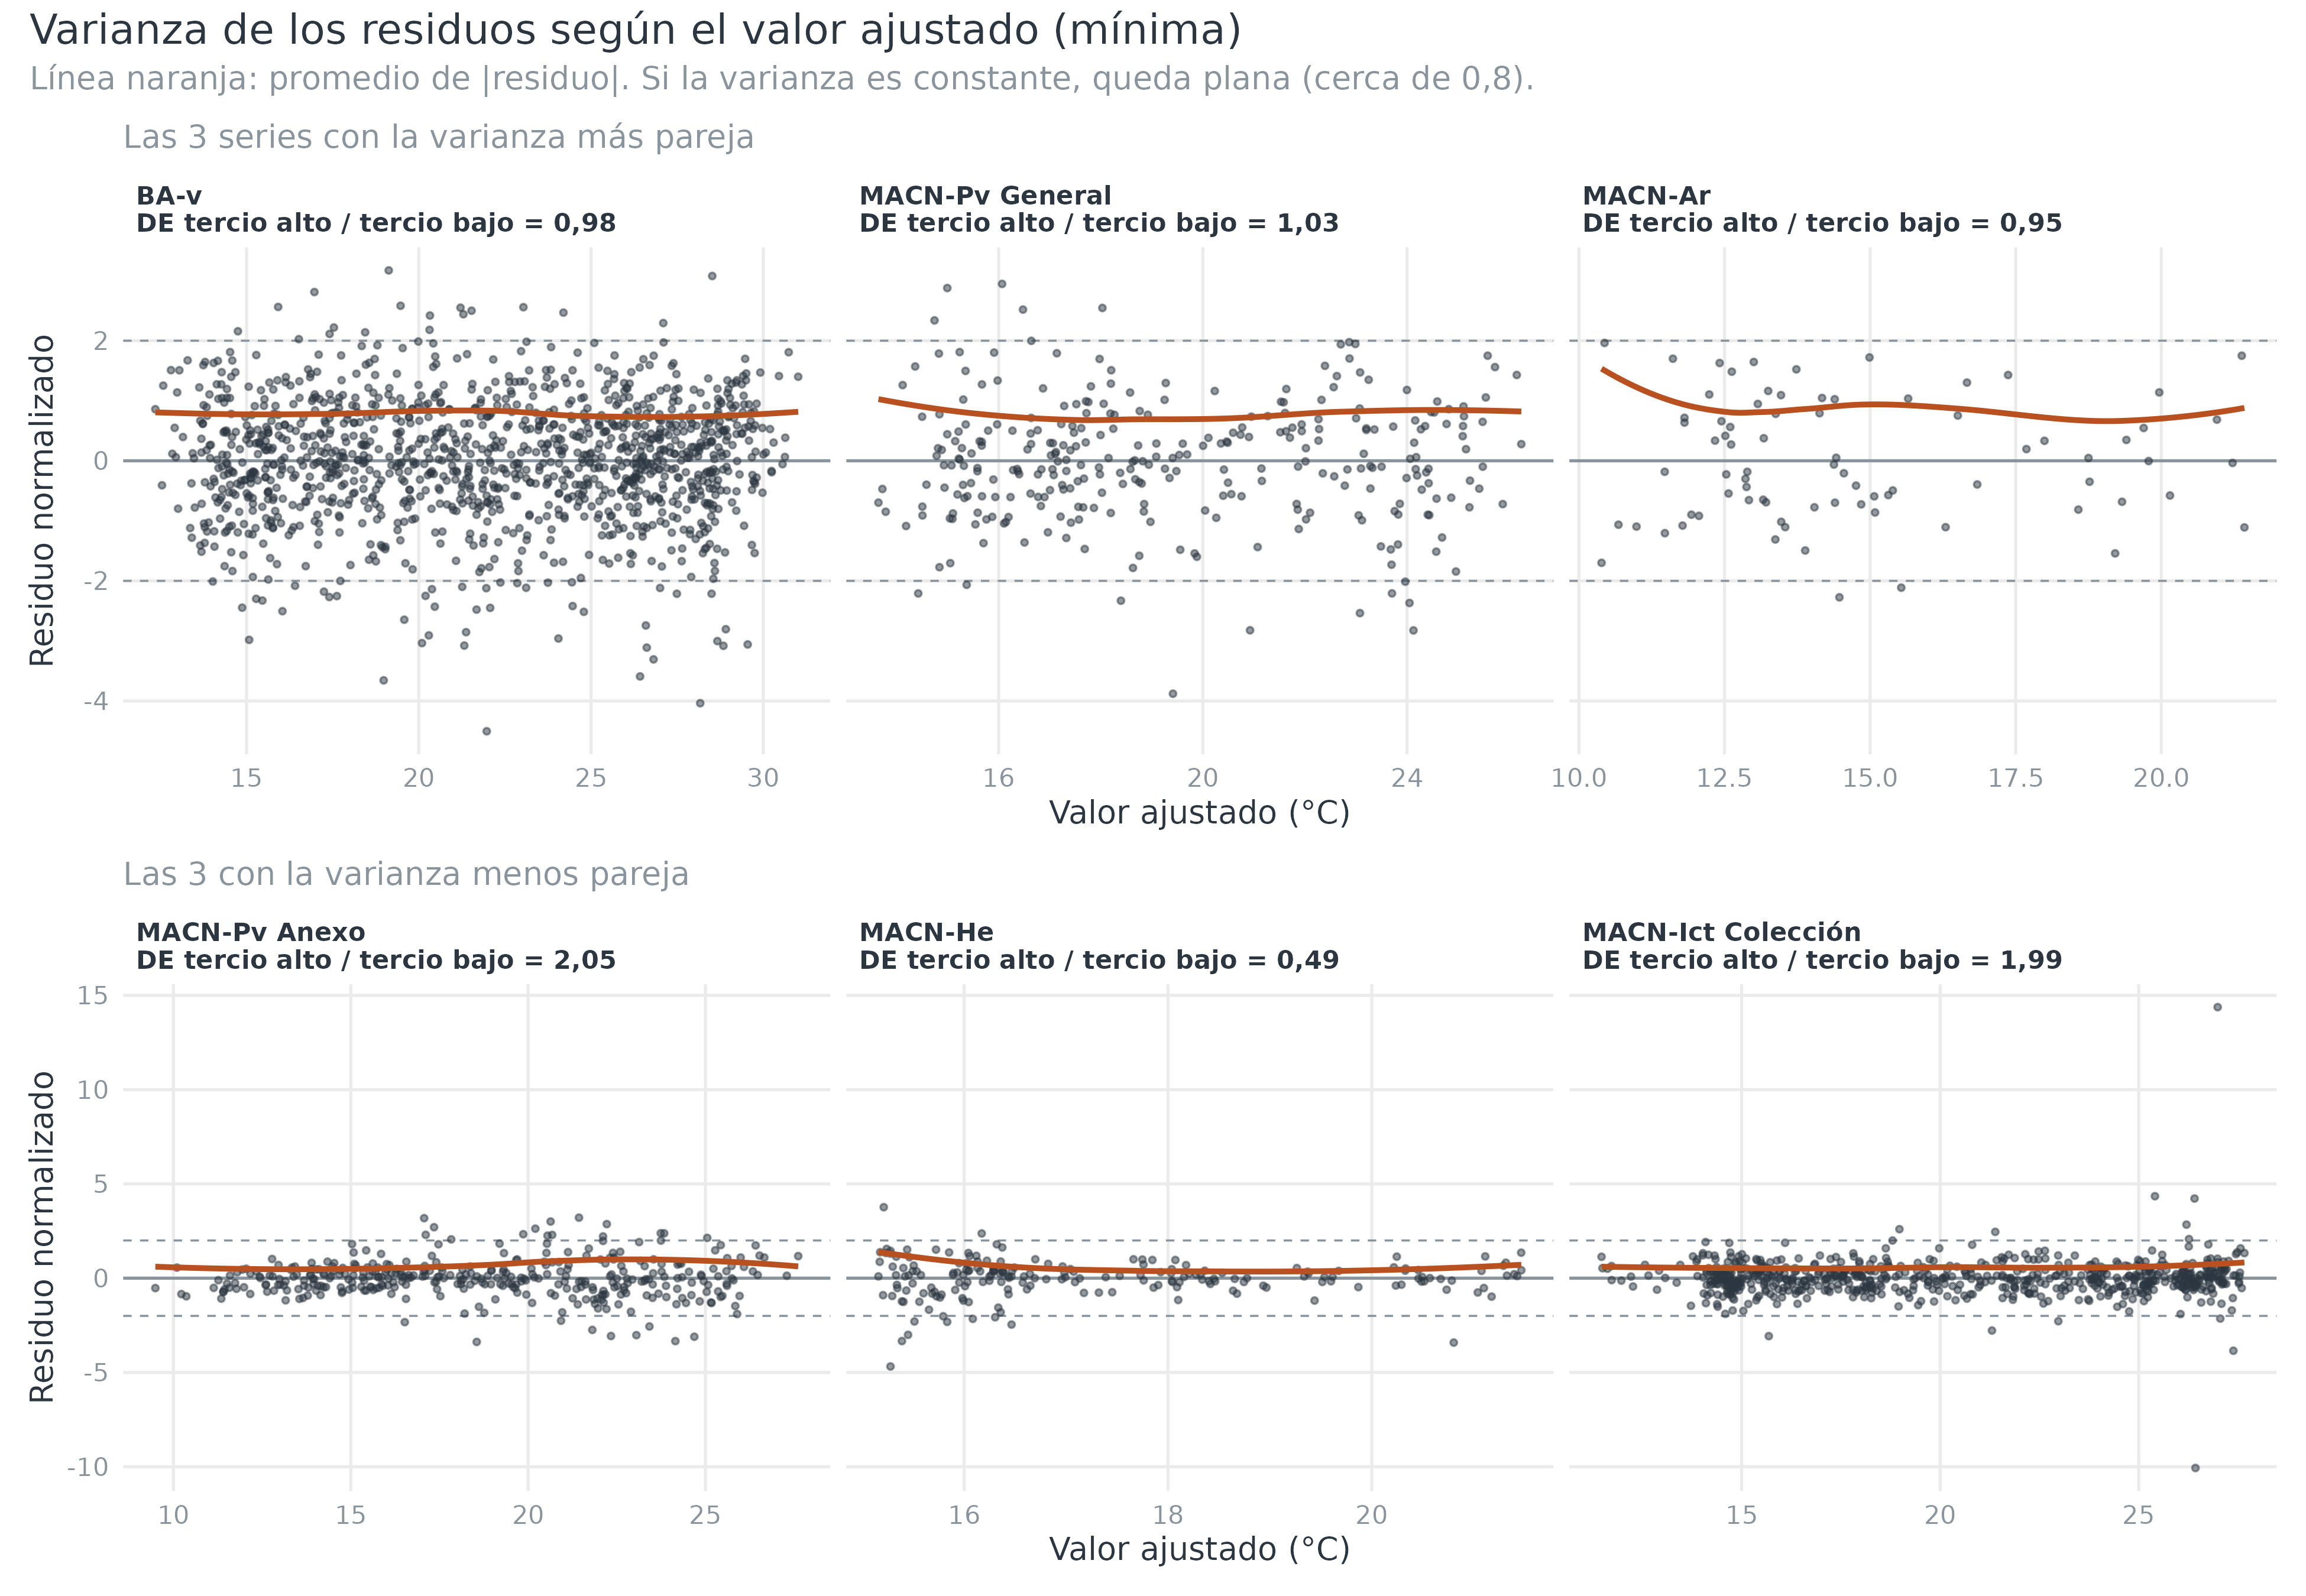 Varianza de los residuos según el valor ajustado (mínima)
Línea naranja: promedio de |residuo|. Si la varianza es constante, queda plana (cerca de 0,8).
Las 3 series con la varianza más pareja
BA-v
DE tercio alto / tercio bajo = 0,98
MACN-Pv General
DE tercio alto / tercio bajo = 1,03
MACN-Ar
DE tercio alto / tercio bajo = 0,95
Residuo normalizado
2
0
-2
-4
15 20 25 30
16 20 24
10.0 12.5 15.0 17.5 20.0
Valor ajustado (°C)
Las 3 con la varianza menos pareja
MACN-Pv Anexo
DE tercio alto / tercio bajo = 2,05
MACN-He
DE tercio alto / tercio bajo = 0,49
MACN-Ict Colección
DE tercio alto / tercio bajo = 1,99
Residuo normalizado
15
10
5
0
-5
-10
10 15 20 25
16 18 20
15 20 25
Valor ajustado (°C)